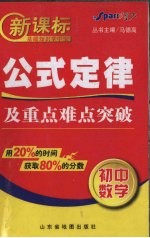 新课标
丛书主编/马德高
公式定律
及重点难点突破
用20%的时间
获取80%的分数
初中
数学
山东省地图出版社